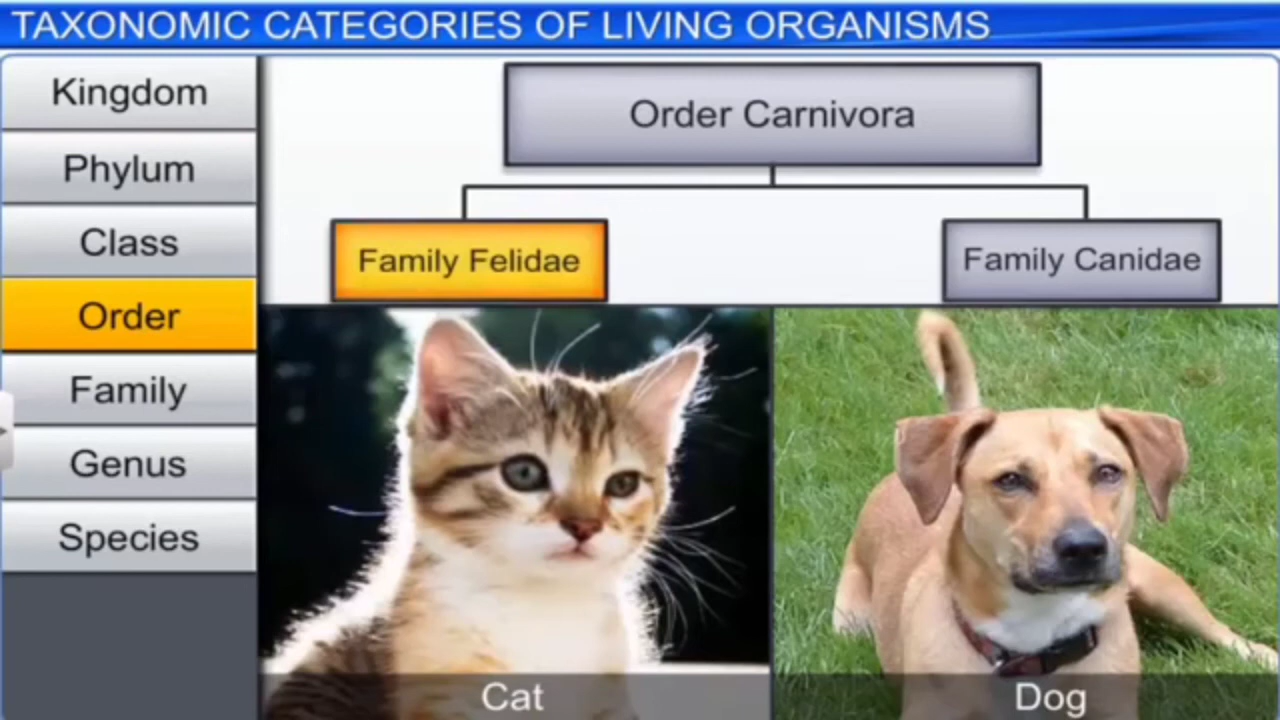 TAXONOMIC CATEGORIES OF LIVING ORGANISMS
Kingdom
Phylum
Class
Order
Family
Genus
Species
Order Carnivora
Family Felidae
Family Canidae
Cat
Dog